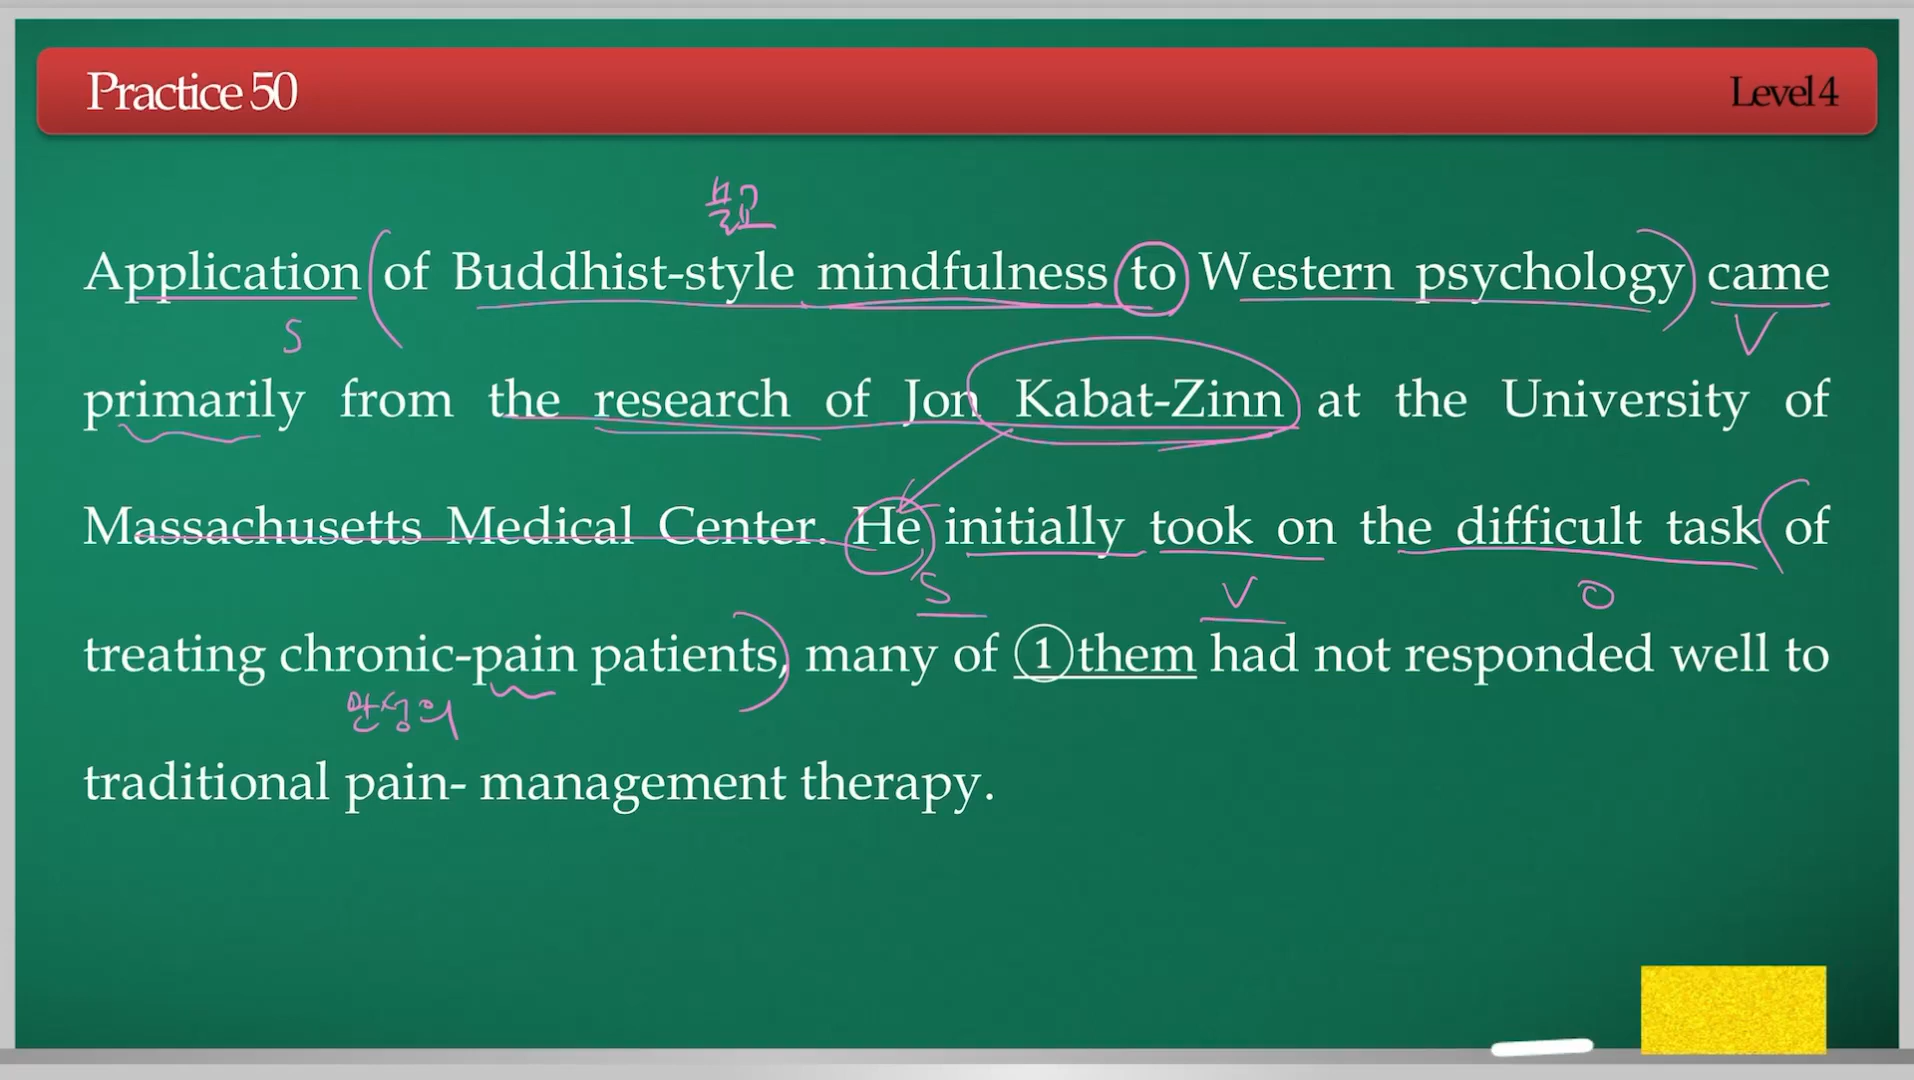 Practice 50
Level 4
불교
Application of Buddhist-style mindfulness to Western psychology came
S
V
primarily from the research of Jon Kabat-Zinn at the University of
Massachusetts Medical Center. He initially took on the difficult task of
S
V
O
treating chronic-pain patients, many of ①them had not responded well to
만성의
traditional pain- management therapy.